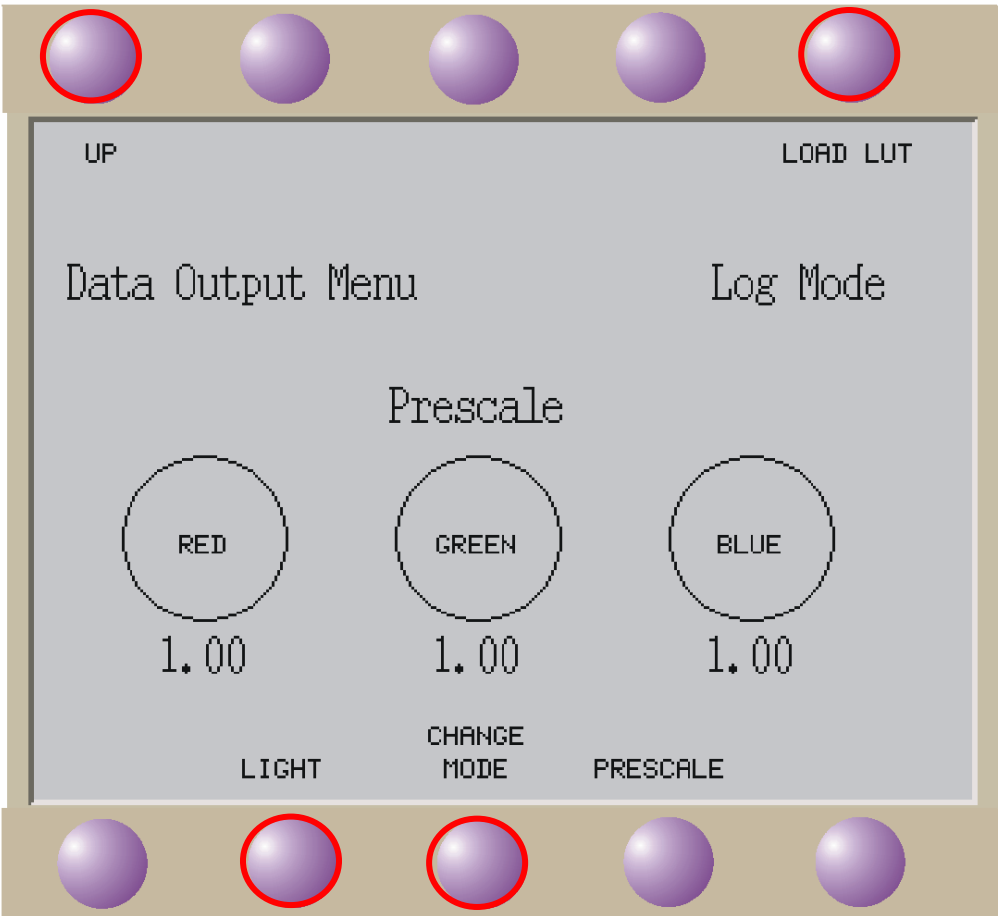 UP LOAD LUT
Data Output Menu Log Mode
Prescale
RED GREEN BLUE
1.00 1.00 1.00
CHANGE
LIGHT MODE PRESCALE